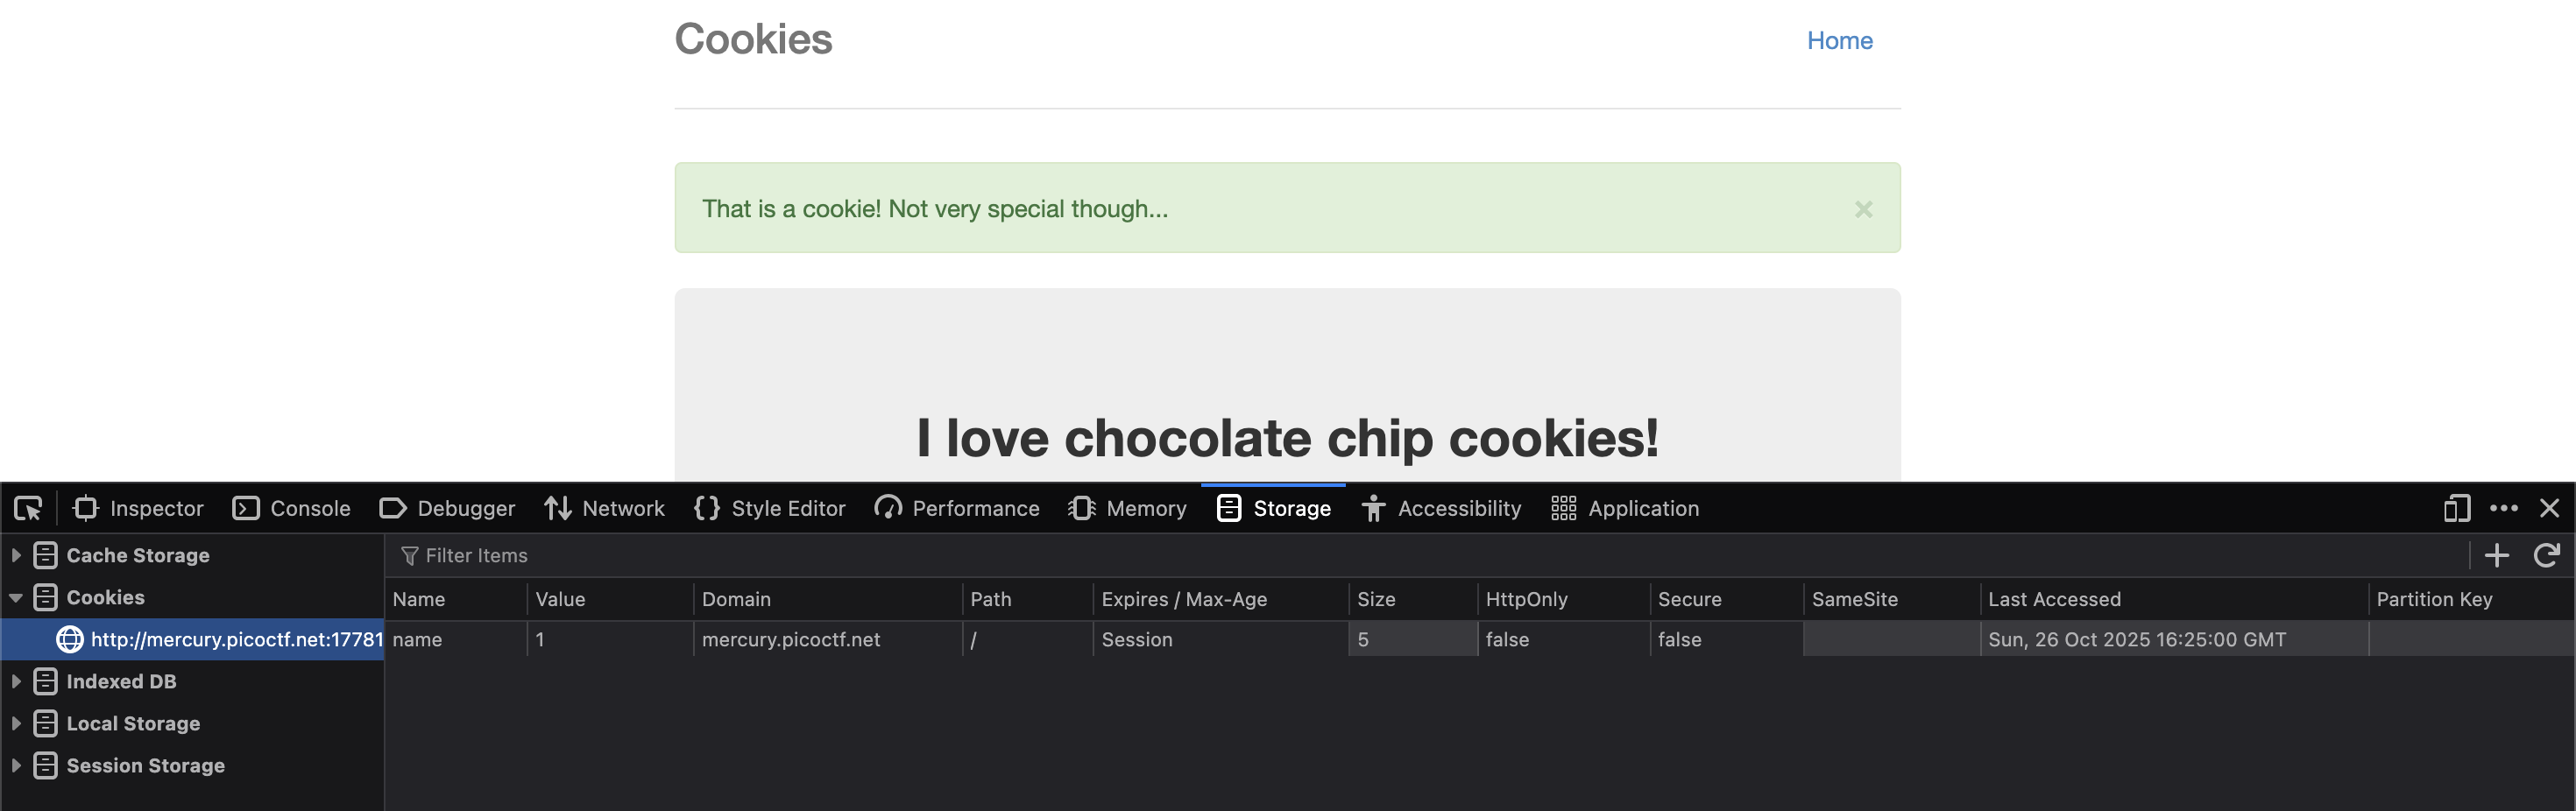 Cookies Home
That is a cookie! Not very special though... ×
I love chocolate chip cookies!
Inspector Console Debugger Network Style Editor Performance Memory Storage Accessibility Application
Cache Storage
Cookies
http://mercury.picoctf.net:17781
Indexed DB
Local Storage
Session Storage
Filter Items
Name Value Domain Path Expires / Max-Age Size HttpOnly Secure SameSite Last Accessed Partition Key
name 1 mercury.picoctf.net / Session 5 false false Sun, 26 Oct 2025 16:25:00 GMT